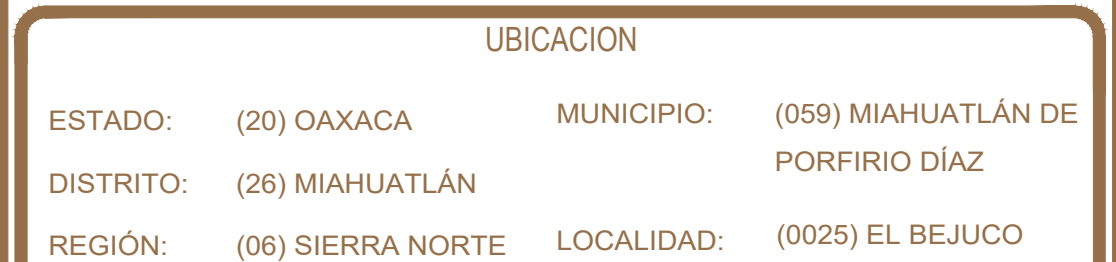 UBICACION
ESTADO: (20) OAXACA
DISTRITO: (26) MIAHUATLÁN
REGIÓN: (06) SIERRA NORTE
MUNICIPIO: (059) MIAHUATLÁN DE
PORFIRIO DÍAZ
LOCALIDAD: (0025) EL BEJUCO